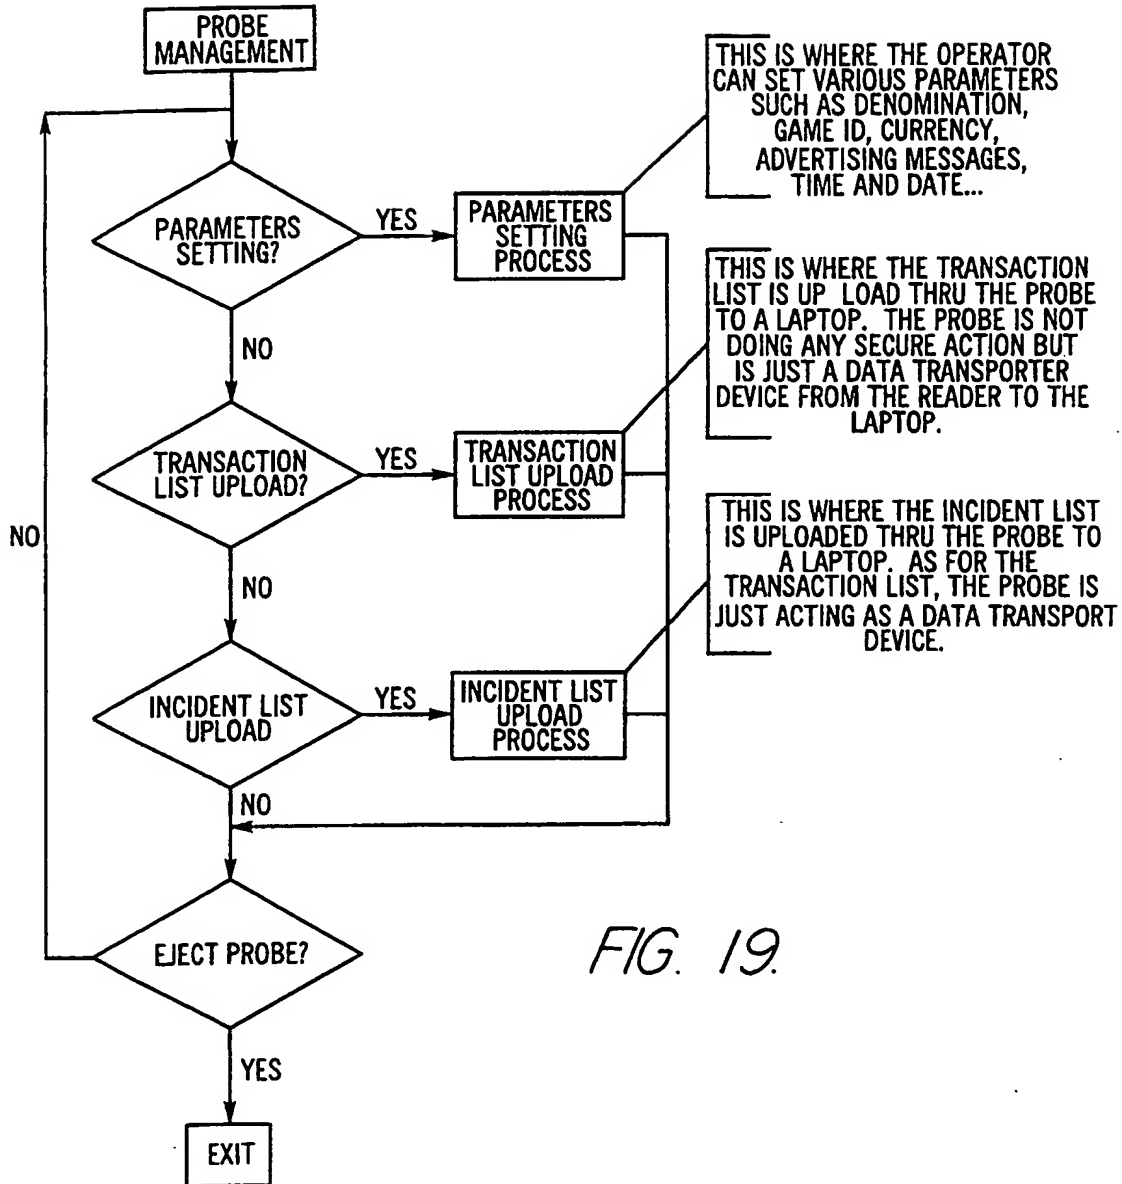 PROBE
MANAGEMENT
THIS IS WHERE THE OPERATOR
CAN SET VARIOUS PARAMETERS
SUCH AS DENOMINATION,
GAME ID, CURRENCY,
ADVERTISING MESSAGES,
TIME AND DATE...
PARAMETERS
SETTING?
YES
PARAMETERS
SETTING
PROCESS
NO
THIS IS WHERE THE TRANSACTION
LIST IS UP LOAD THRU THE PROBE
TO A LAPTOP. THE PROBE IS NOT
DOING ANY SECURE ACTION BUT
IS JUST A DATA TRANSPORTER
DEVICE FROM THE READER TO THE
LAPTOP.
TRANSACTION
LIST UPLOAD?
YES
TRANSACTION
LIST UPLOAD
PROCESS
NO
NO
THIS IS WHERE THE INCIDENT LIST
IS UPLOADED THRU THE PROBE TO
A LAPTOP. AS FOR THE
TRANSACTION LIST, THE PROBE IS
JUST ACTING AS A DATA TRANSPORT
DEVICE.
INCIDENT LIST
UPLOAD
YES
INCIDENT LIST
UPLOAD
PROCESS
NO
EJECT PROBE?
FIG. 19.
YES
EXIT